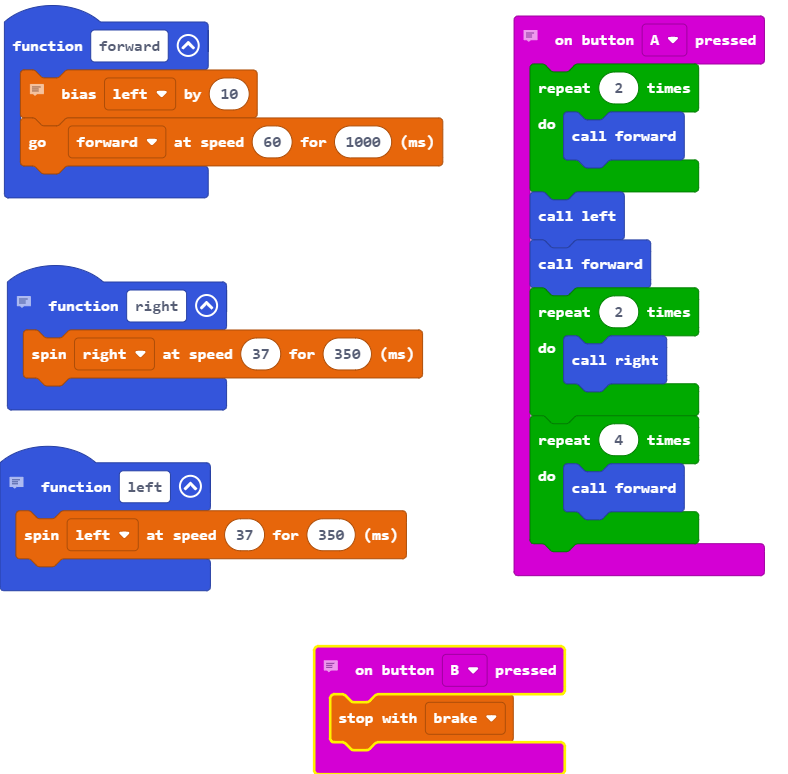 function forward
bias left by 10
go forward at speed 60 for 1000 (ms)
function right
spin right at speed 37 for 350 (ms)
function left
spin left at speed 37 for 350 (ms)
on button A pressed
repeat 2 times
do call forward
call left
call forward
repeat 2 times
do call right
repeat 4 times
do call forward
on button B pressed
stop with brake